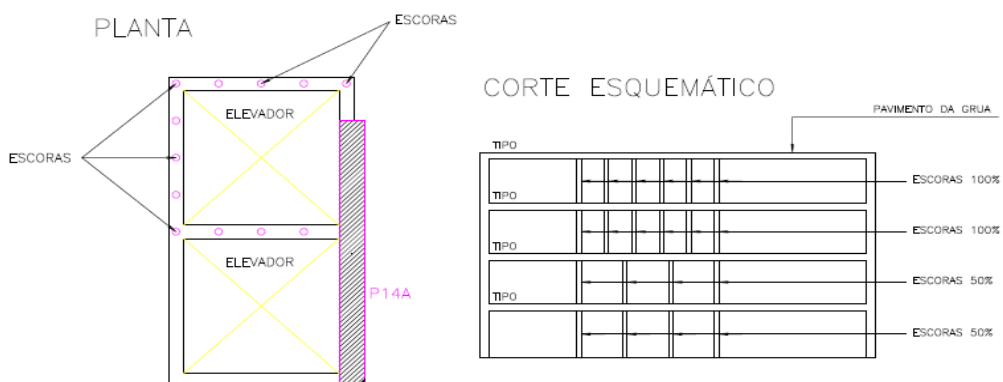 PLANTA
ESCORAS
ELEVADOR
ESCORAS
ELEVADOR
P14A
CORTE ESQUEMÁTICO
PAVIMENTO DA GRUA
TIPO
ESCORAS 100%
TIPO
ESCORAS 100%
TIPO
ESCORAS 50%
TIPO
ESCORAS 50%